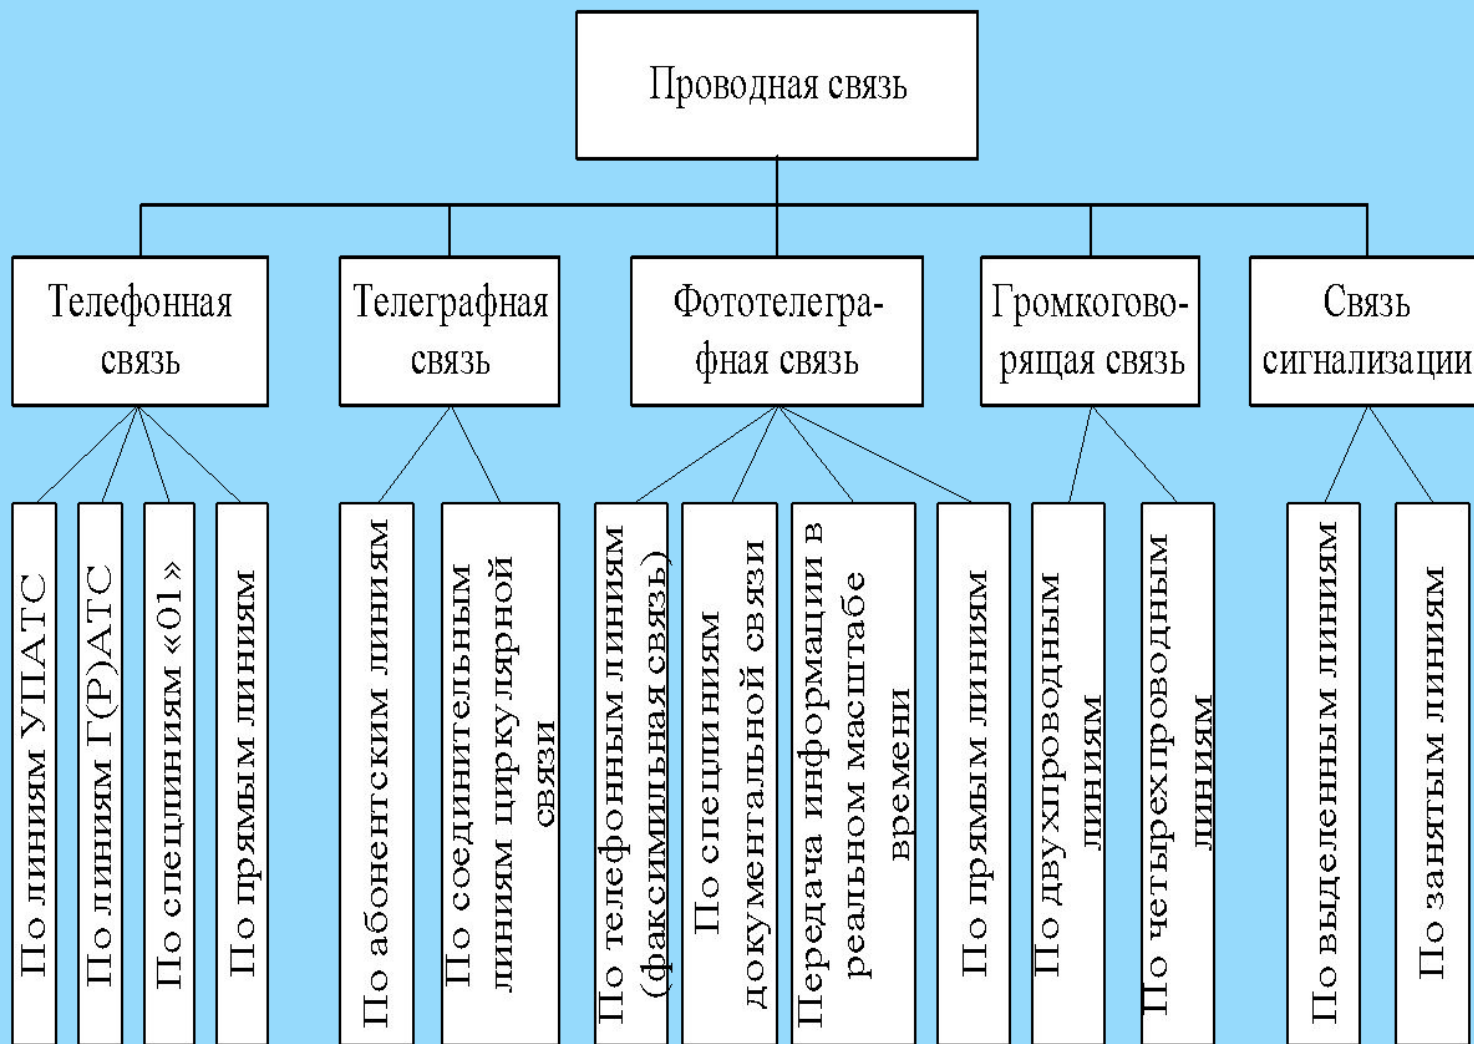 Проводная связь
Телефонная
связь
Телеграфная
связь
Фототелегра-
фная связь
Громкогово-
рящая связь
Связь
сигнализации
По линиям УПАТС
По линиям Г(Р)АТС
По спецлиниям «01»
По прямым линиям
По абонентским линиям
По соединительным
линиям циркулярной
связи
По телефонным линиям
(факсимильная связь)
По спецлиниям
документальной связи
Передача информации в
реальном масштабе
времени
По прямым линиям
По двухпроводным
линиям
По четырехпроводным
линиям
По выделенным линиям
По занятым линиям